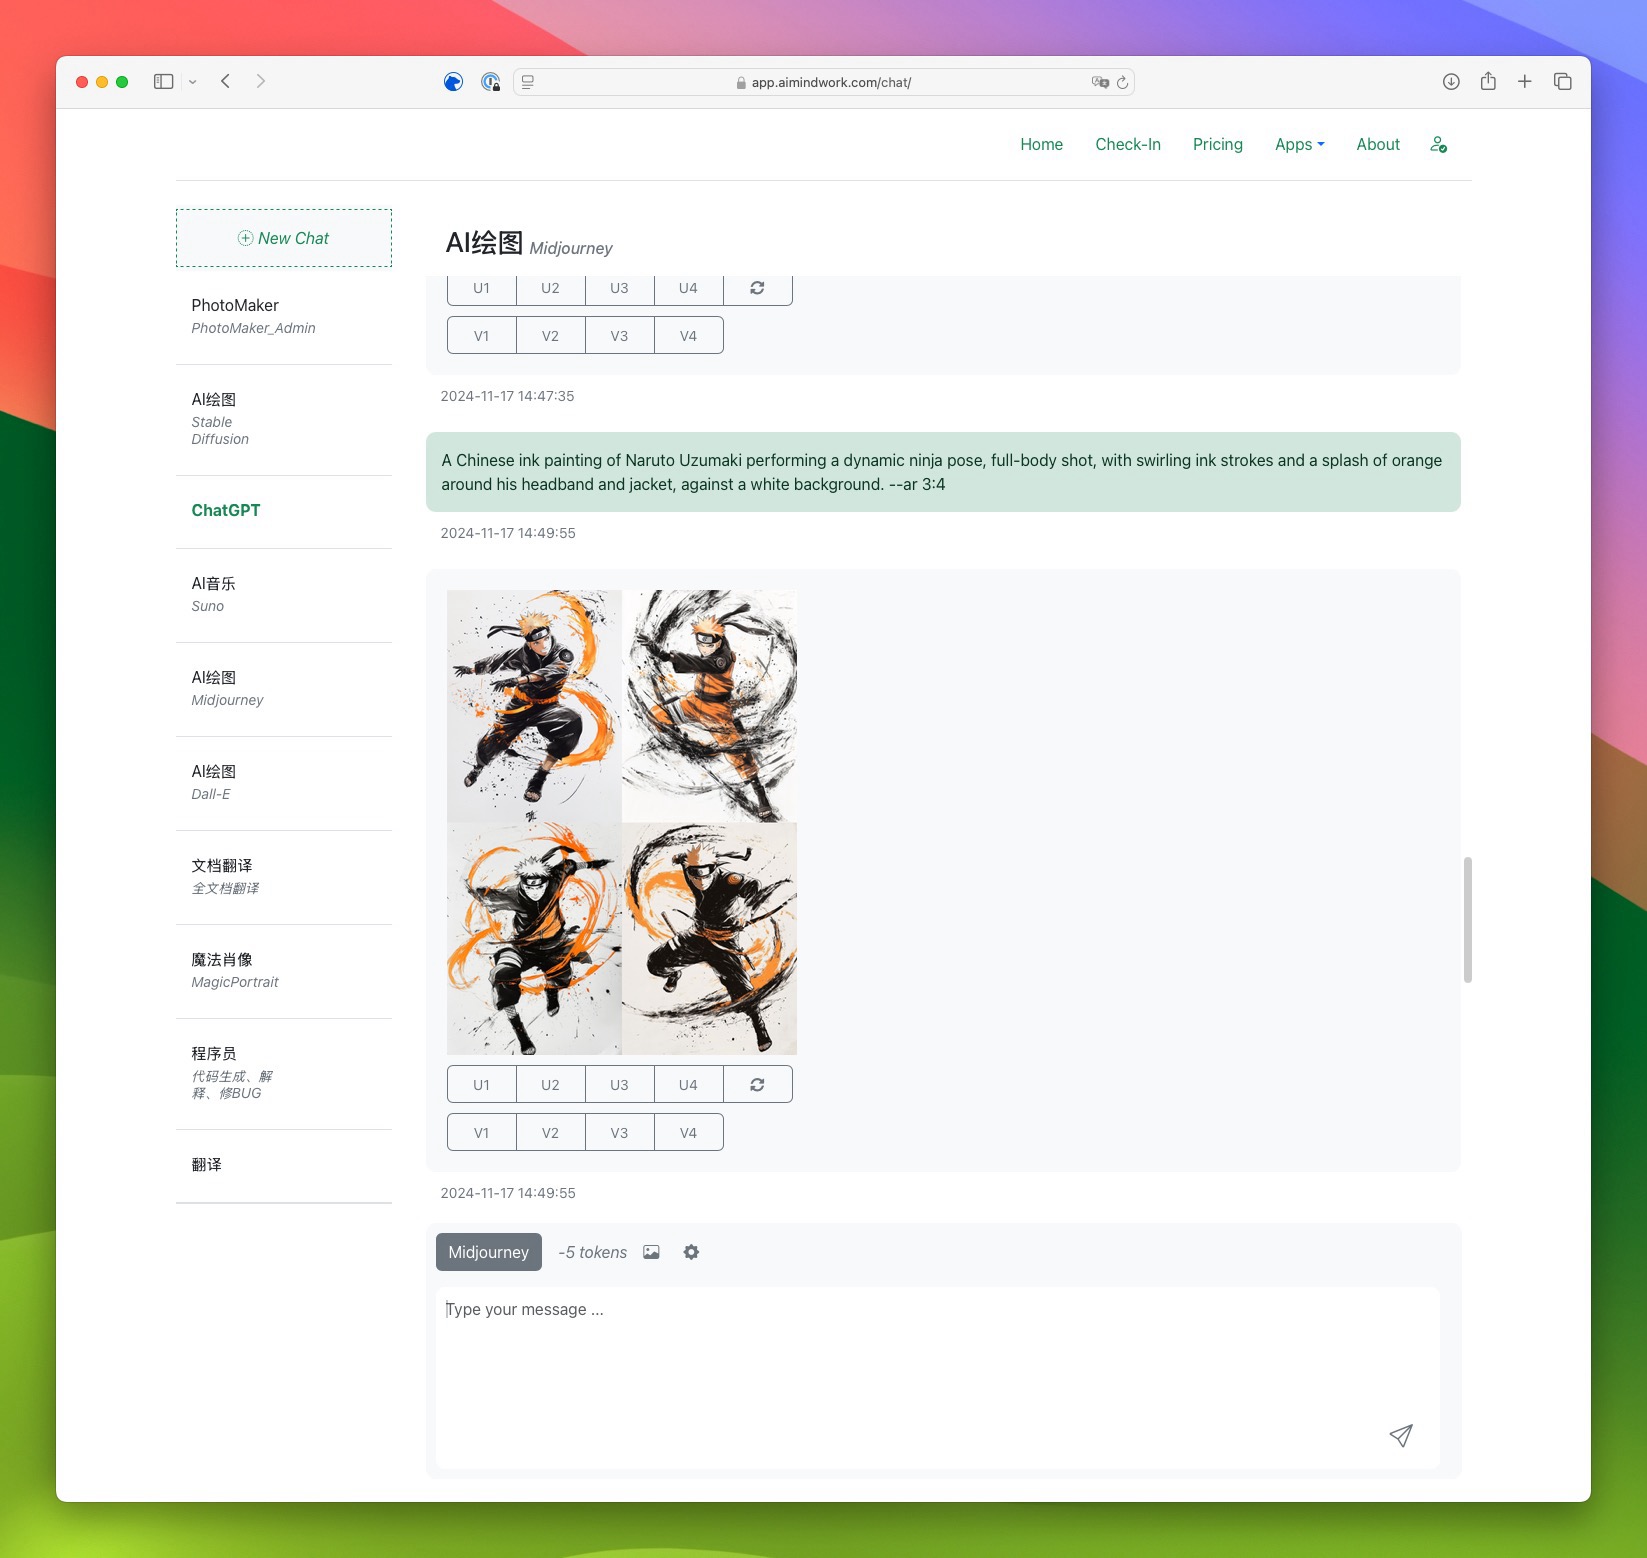 app.aimindwork.com/chat/
Home Check-In Pricing Apps About
New Chat
PhotoMaker
PhotoMaker_Admin
AI绘图
Stable
Diffusion
ChatGPT
AI音乐
Suno
AI绘图
Midjourney
AI绘图
Dall-E
文档翻译
全文档翻译
魔法肖像
MagicPortrait
程序员
代码生成、解
释、修BUG
翻译
AI绘图 Midjourney
U1 U2 U3 U4
V1 V2 V3 V4
2024-11-17 14:47:35
A Chinese ink painting of Naruto Uzumaki performing a dynamic ninja pose, full-body shot, with swirling ink strokes and a splash of orange
around his headband and jacket, against a white background. --ar 3:4
2024-11-17 14:49:55
U1 U2 U3 U4
V1 V2 V3 V4
2024-11-17 14:49:55
Midjourney -5 tokens
Type your message ...